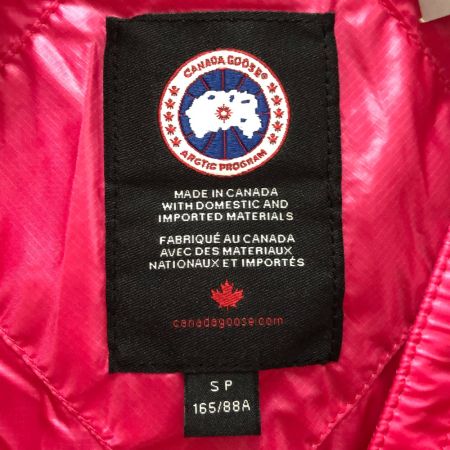 CANADA GOOSE®
ARCTIC PROGRAM
MADE IN CANADA
WITH DOMESTIC AND
IMPORTED MATERIALS
FABRIQUÉ AU CANADA
AVEC DES MATERIAUX
NATIONAUX ET IMPORTÉS
canadagoose.com
S P
165/88A